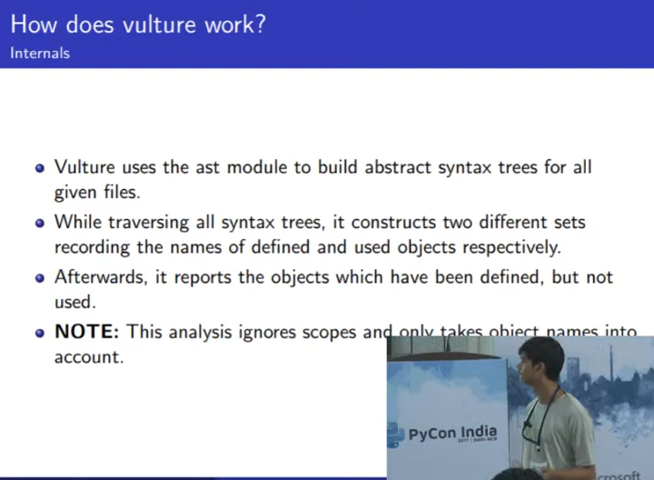 How does vulture work?
Internals
Vulture uses the ast module to build abstract syntax trees for all
given files.
While traversing all syntax trees, it constructs two different sets
recording the names of defined and used objects respectively.
Afterwards, it reports the objects which have been defined, but not
used.
NOTE: This analysis ignores scopes and only takes object names into
account.
PyCon India